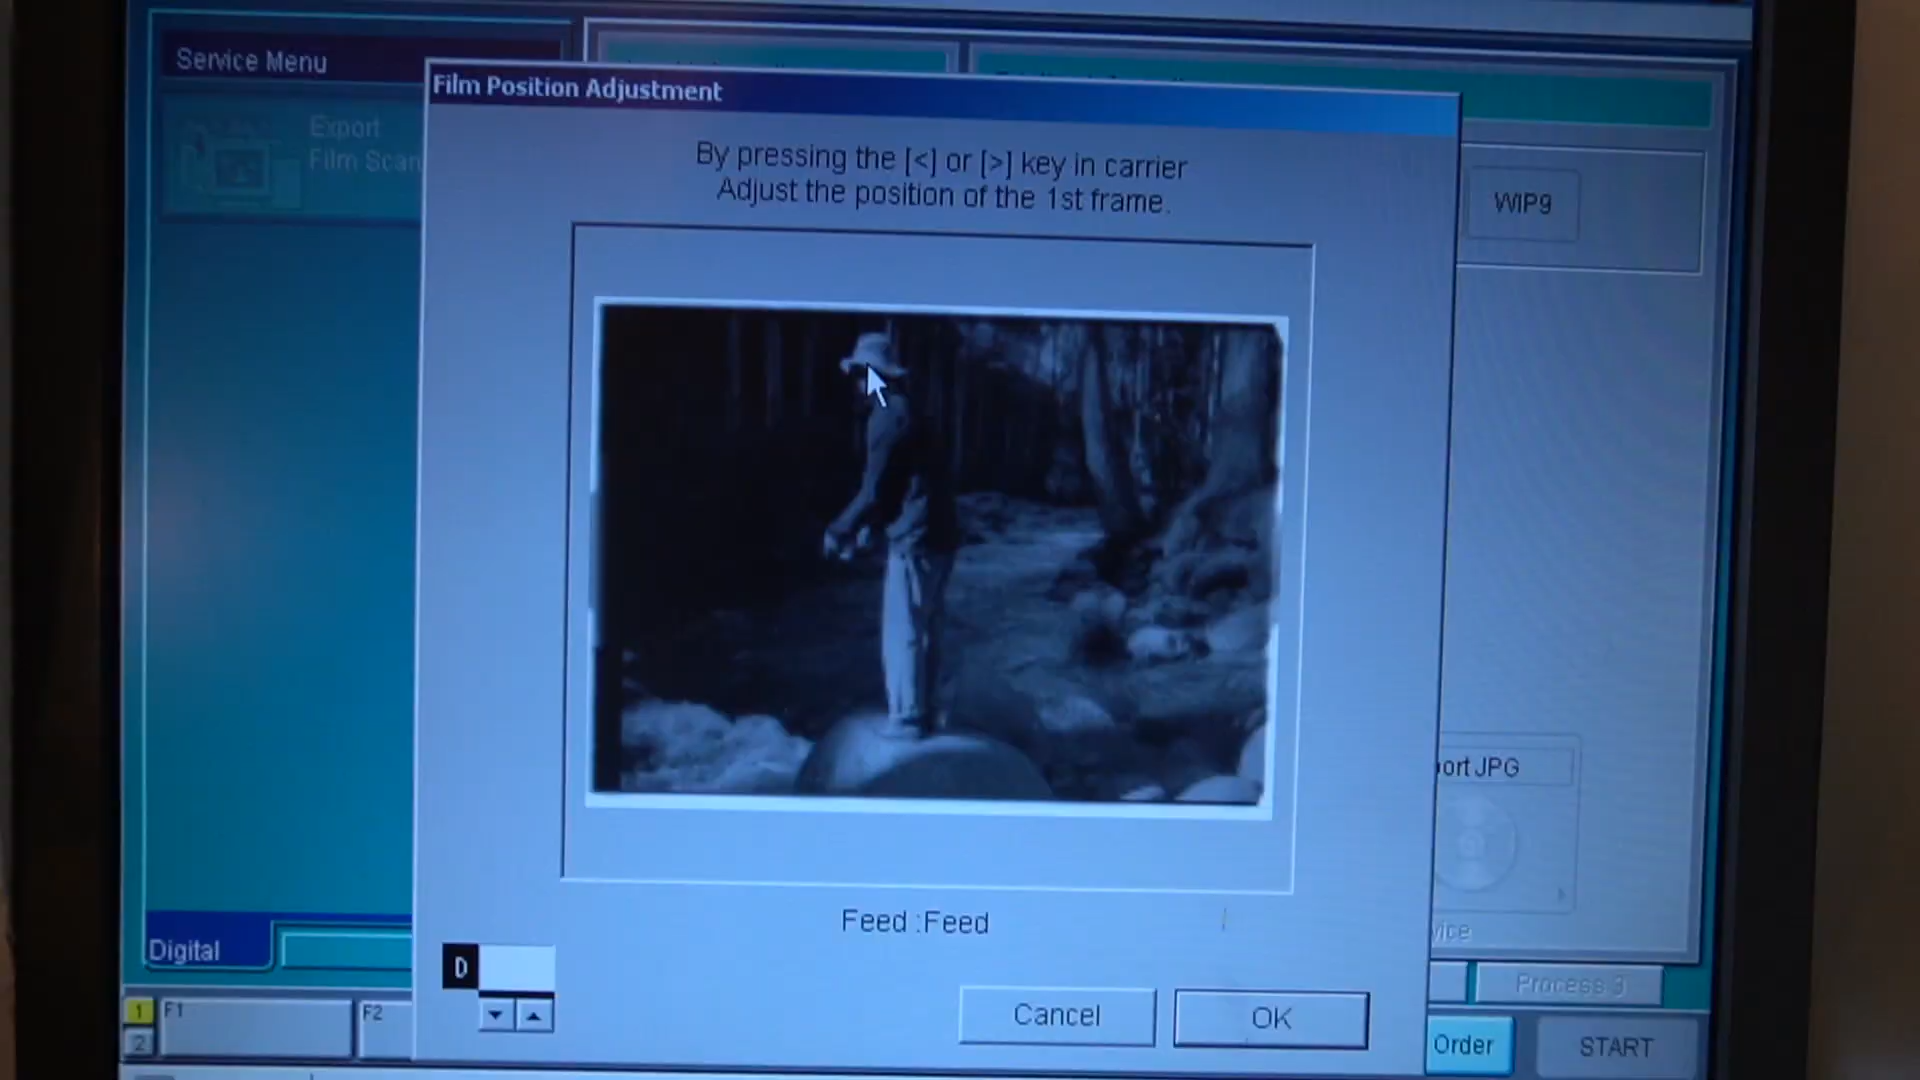 Service Menu
Export
Film Scan
Film Position Adjustment
By pressing the [<] or [>] key in carrier
Adjust the position of the 1st frame.
WIP9
ort JPG
Feed :Feed
vice
Digital
D
Process 3
1
F1
F2
2
Cancel
OK
Order
START